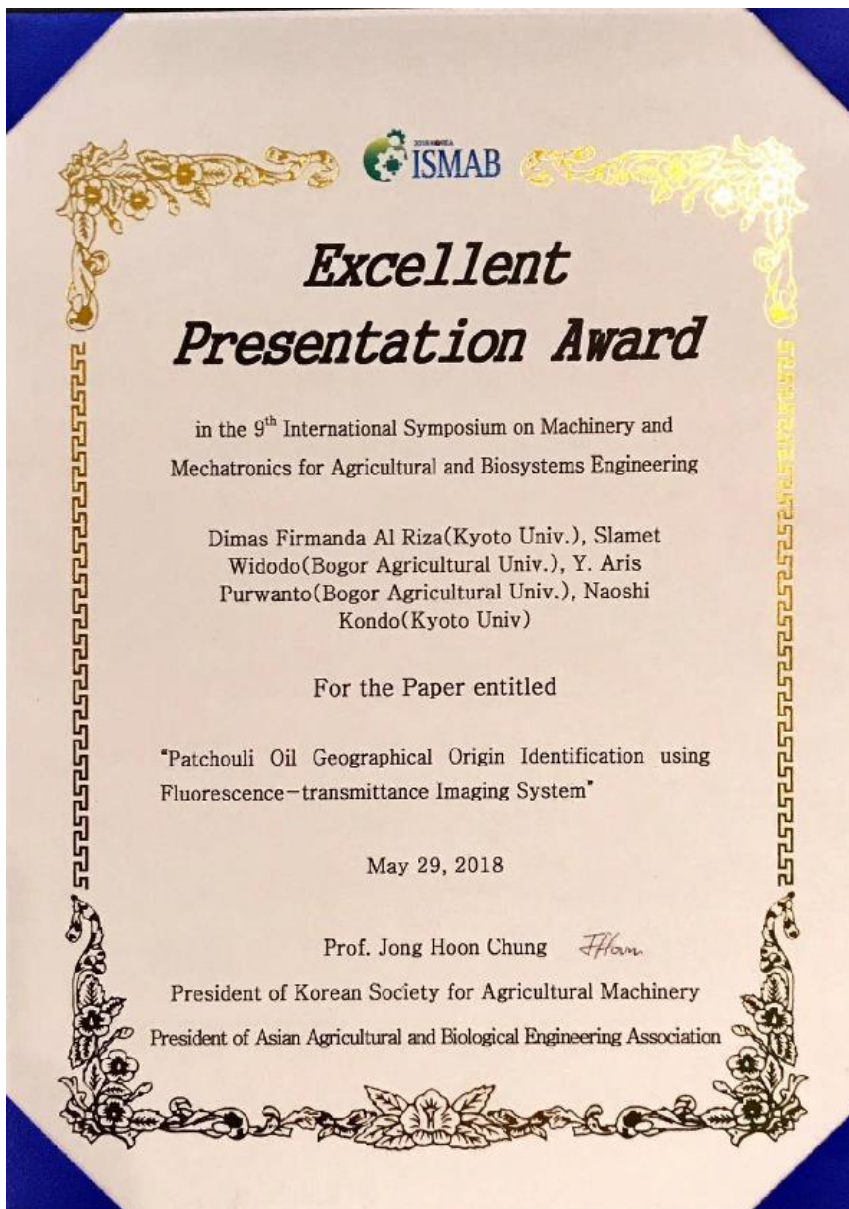 2018 KOREA
ISMAB
Excellent
Presentation Award
in the 9th International Symposium on Machinery and
Mechatronics for Agricultural and Biosystems Engineering
Dimas Firmanda Al Riza(Kyoto Univ.), Slamet
Widodo(Bogor Agricultural Univ.), Y. Aris
Purwanto(Bogor Agricultural Univ.), Naoshi
Kondo(Kyoto Univ)
For the Paper entitled
"Patchouli Oil Geographical Origin Identification using
Fluorescence-transmittance Imaging System"
May 29, 2018
Prof. Jong Hoon Chung
President of Korean Society for Agricultural Machinery
President of Asian Agricultural and Biological Engineering Association